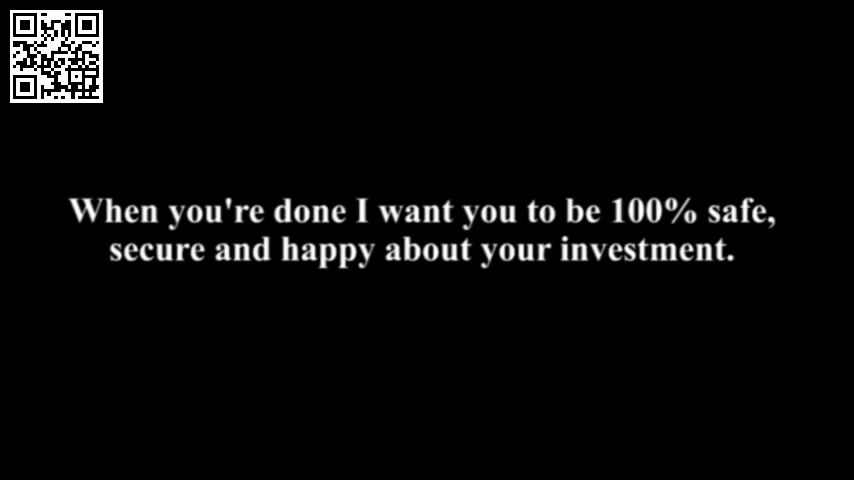 When you're done I want you to be 100% safe,
secure and happy about your investment.